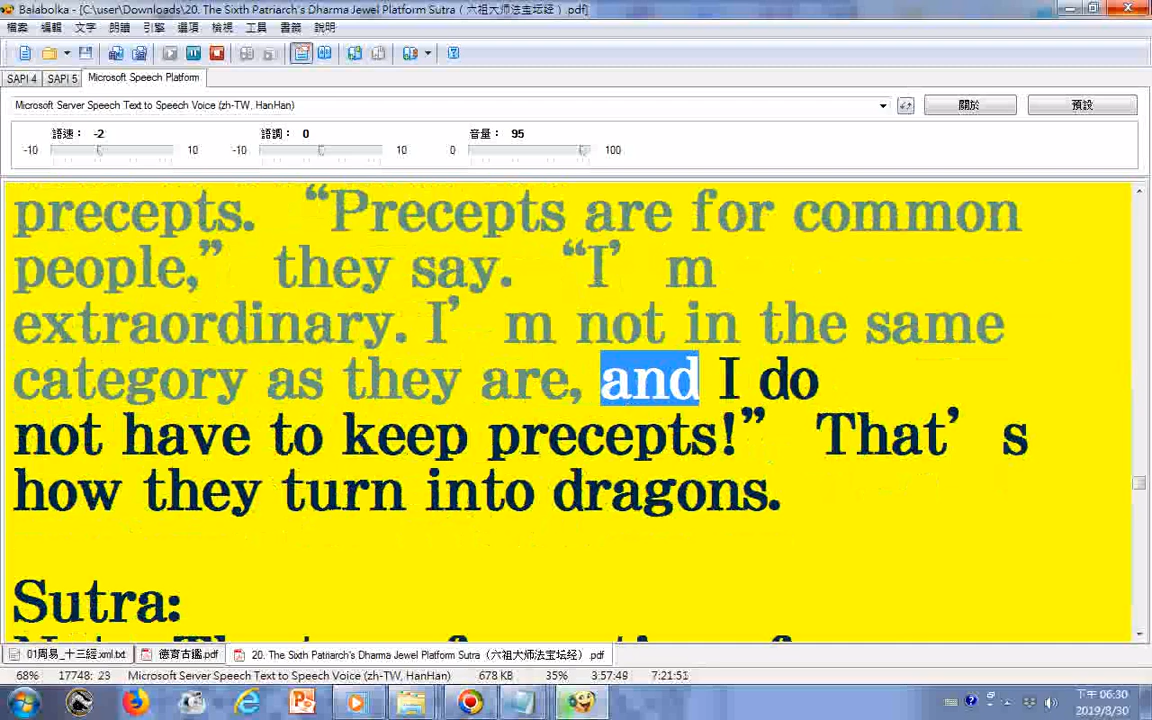 Balabolka - [C:\user\Downloads\20. The Sixth Patriarch's Dharma Jewel Platform Sutra（六祖大师法宝坛经）pdf]
檔案 編輯 文字 朗讀 引擎 選項 檢視 工具 書籤 說明
SAPI 4 SAPI 5 Microsoft Speech Platform
Microsoft Server Speech Text to Speech Voice (zh-TW, HanHan) 關於 預設
語速： -2 語調： 0 音量： 95
-10 10 -10 10 0 100
precepts. “Precepts are for common
people,” they say. “I’m
extraordinary. I’m not in the same
category as they are, and I do
not have to keep precepts!” That’s
how they turn into dragons.
Sutra:
01周易_十三經.xml.txt 德育古鑑.pdf 20. The Sixth Patriarch's Dharma Jewel Platform Sutra（六祖大师法宝坛经）.pdf
68% 17748: 23 Microsoft Server Speech Text to Speech Voice (zh-TW, HanHan) 678 KB 35% 3:57:49 7:21:51
下午 06:30
2019/8/30